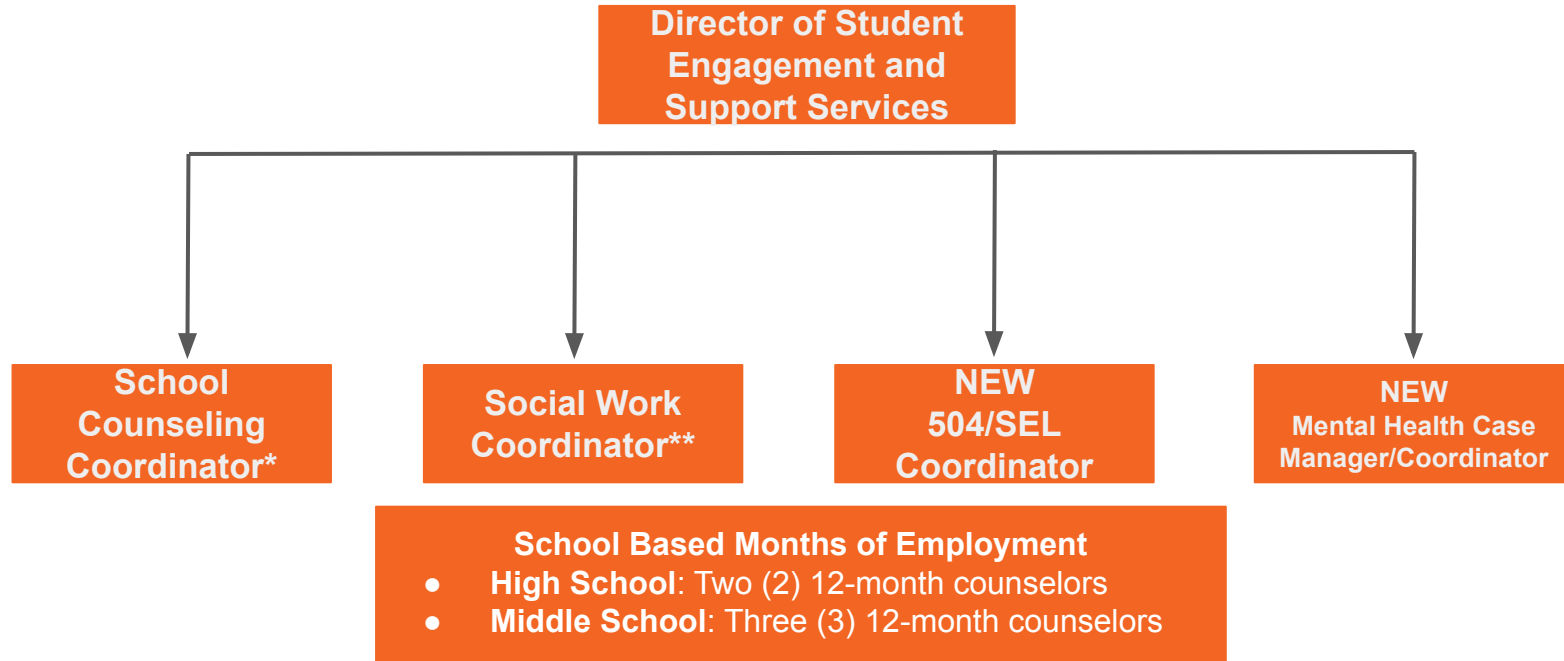 Director of Student
Engagement and
Support Services
School
Counseling
Coordinator*
Social Work
Coordinator**
NEW
504/SEL
Coordinator
NEW
Mental Health Case
Manager/Coordinator
School Based Months of Employment
● High School: Two (2) 12-month counselors
● Middle School: Three (3) 12-month counselors